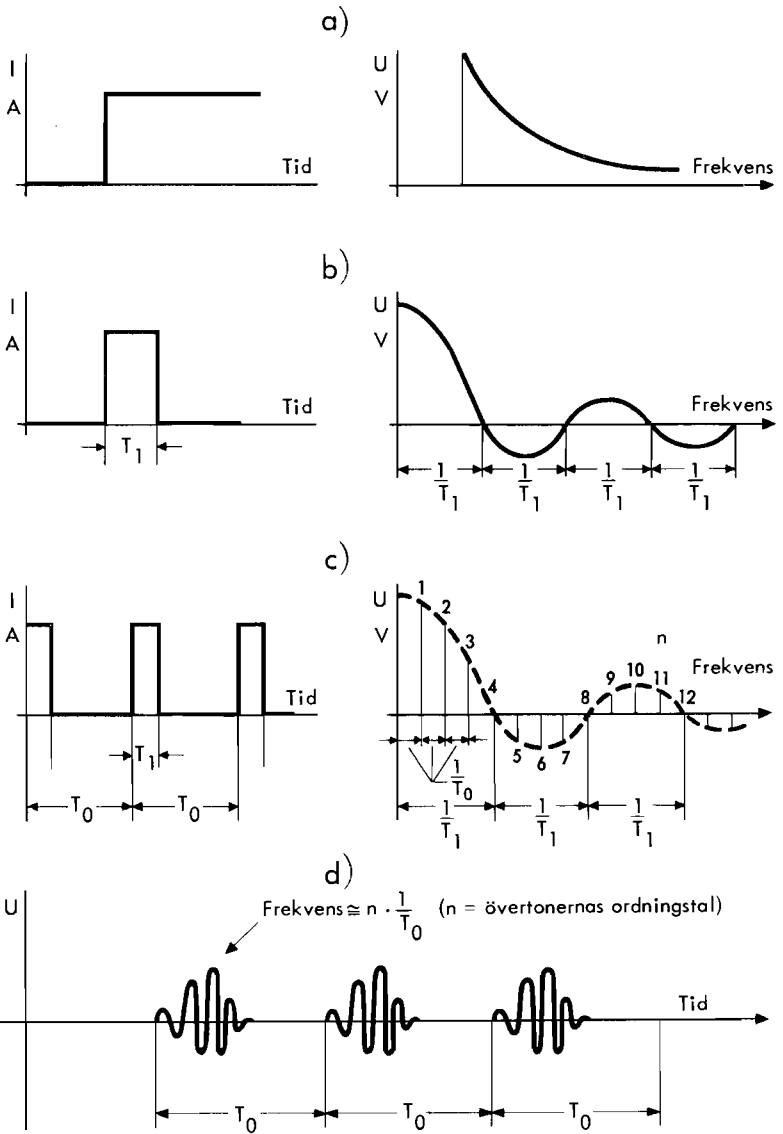 a)
I
A
Tid
U
V
Frekvens
b)
I
A
Tid
T1
U
V
Frekvens
1/T1 1/T1 1/T1 1/T1
c)
I
A
Tid
T1
T0 T0
U
V
1 2 3 4 5 6 7 8 9 10 11 12
n
Frekvens
1/T0
1/T1 1/T1 1/T1
d)
U
Frekvens ≅ n · 1/T0 (n = övertonernas ordningstal)
Tid
T0 T0 T0